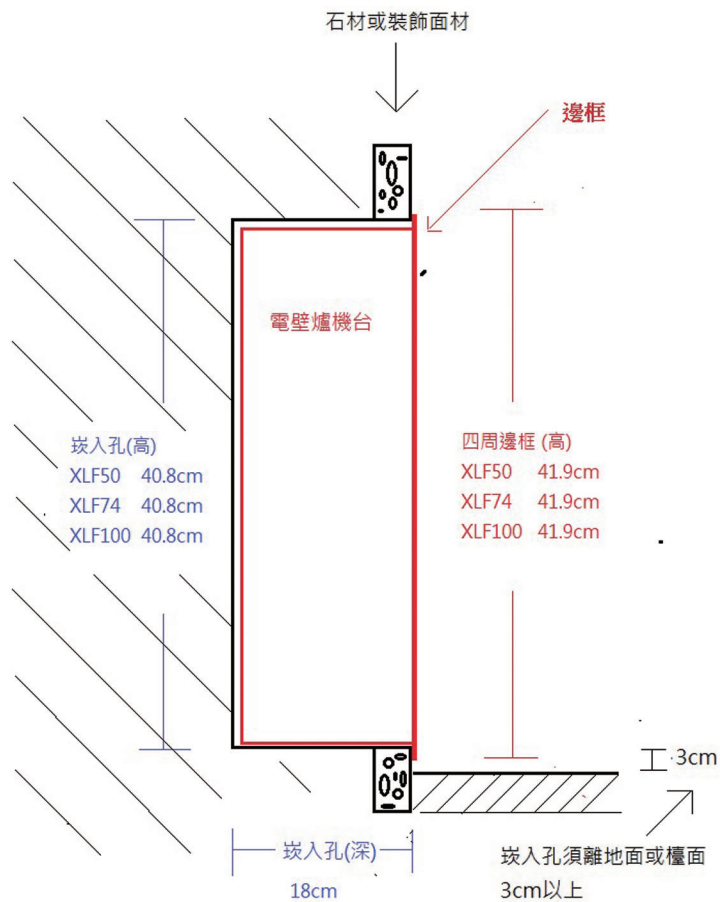 石材或裝飾面材
邊框
電壁爐機台
崁入孔(高)
XLF50 40.8cm
XLF74 40.8cm
XLF100 40.8cm
四周邊框 (高)
XLF50 41.9cm
XLF74 41.9cm
XLF100 41.9cm
3cm
崁入孔(深)
18cm
崁入孔須離地面或檯面
3cm以上